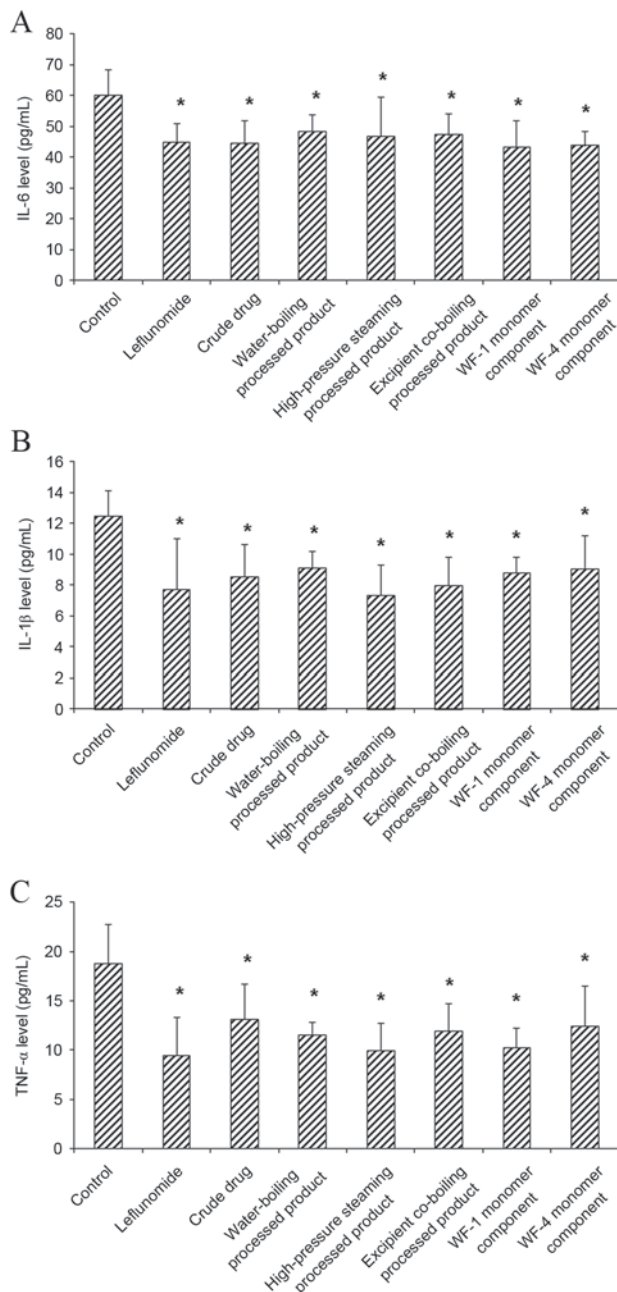 A
80
70
60
50
40
30
20
10
0
IL-6 level (pg/mL)
* * * * * * *
Control
Leflunomide
Crude drug
Water-boiling
processed product
High-pressure steaming
processed product
Excipient co-boiling
processed product
WF-1 monomer
component
WF-4 monomer
component
B
16
14
12
10
8
6
4
2
0
IL-1β level (pg/mL)
* * * * * * *
Control
Leflunomide
Crude drug
Water-boiling
processed product
High-pressure steaming
processed product
Excipient co-boiling
processed product
WF-1 monomer
component
WF-4 monomer
component
C
25
20
15
10
5
0
TNF-α level (pg/mL)
* * * * * * *
Control
Leflunomide
Crude drug
Water-boiling
processed product
High-pressure steaming
processed product
Excipient co-boiling
processed product
WF-1 monomer
component
WF-4 monomer
component